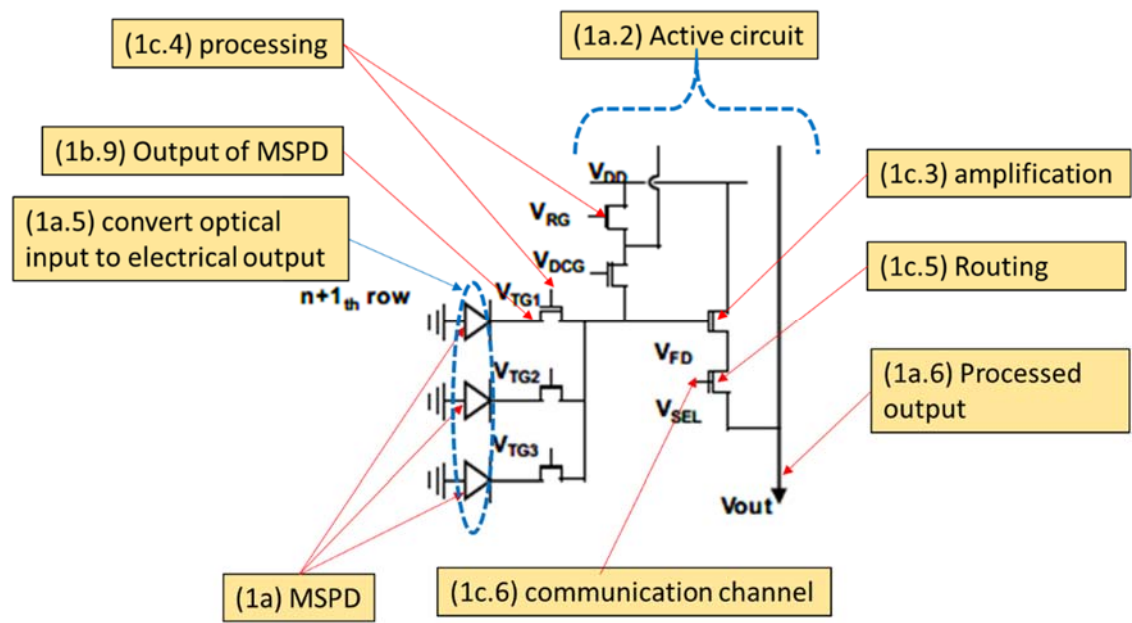 (1c.4) processing
(1a.2) Active circuit
(1b.9) Output of MSPD
(1c.3) amplification
(1a.5) convert optical
input to electrical output
(1c.5) Routing
VDD
VRG
VDCG
n+1th row
VTG1
VFD
VTG2
VSEL
(1a.6) Processed
output
VTG3
Vout
(1a) MSPD
(1c.6) communication channel